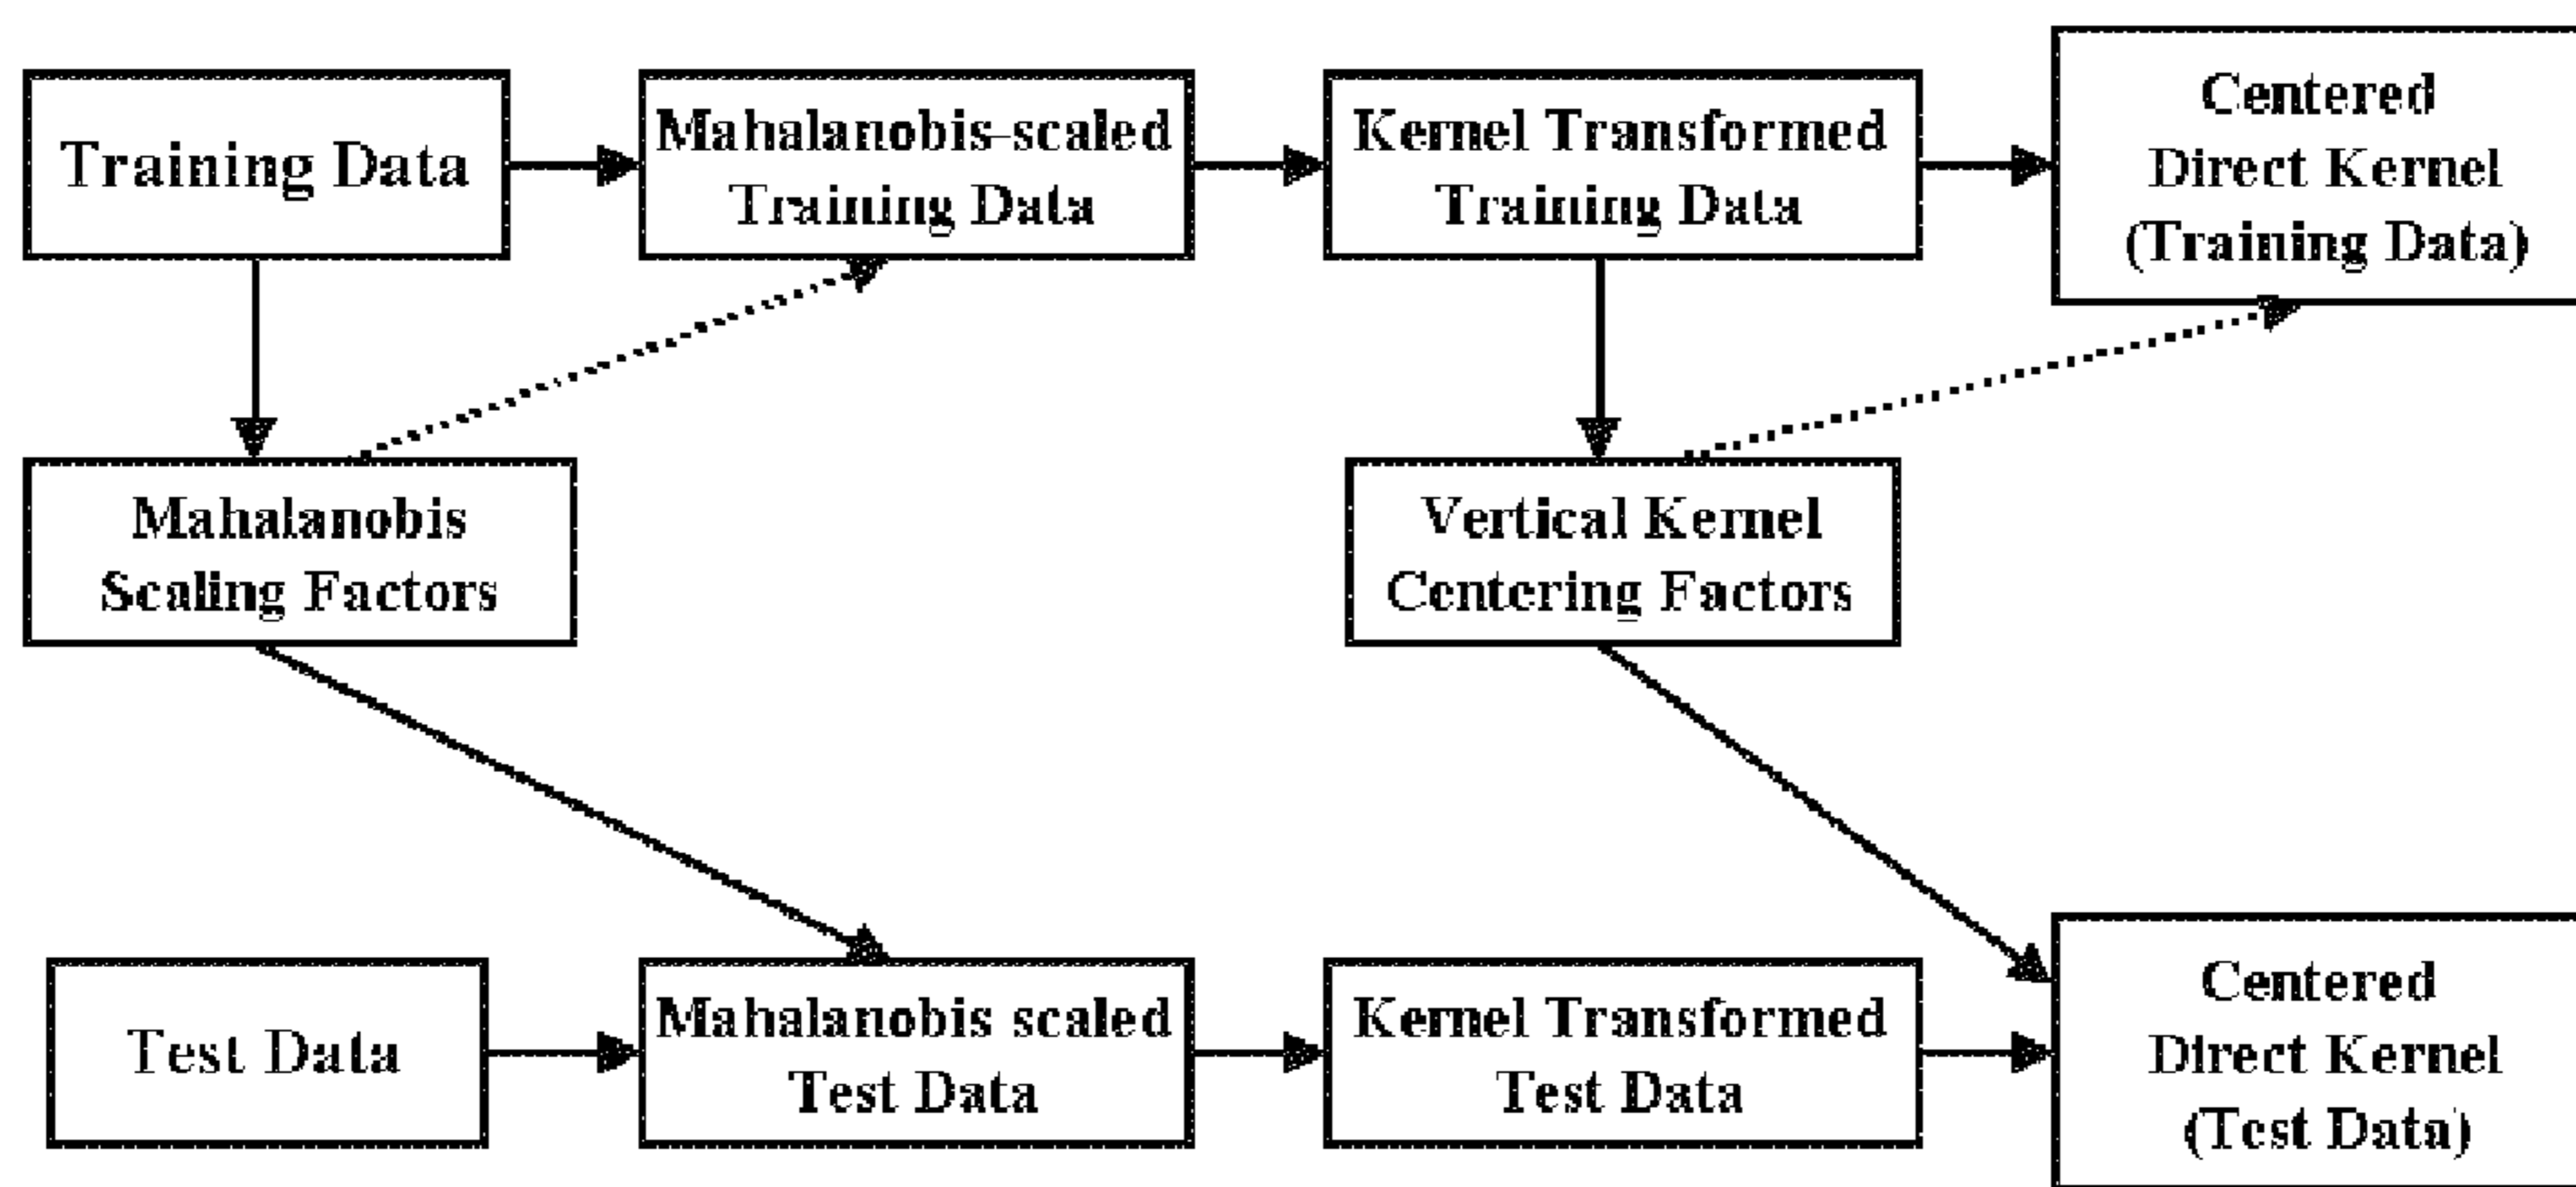 Training Data
Mahalanobis-scaled
Training Data
Kernel Transformed
Training Data
Centered
Direct Kernel
(Training Data)
Mahalanobis
Scaling Factors
Vertical Kernel
Centering Factors
Test Data
Mahalanobis scaled
Test Data
Kernel Transformed
Test Data
Centered
Direct Kernel
(Test Data)